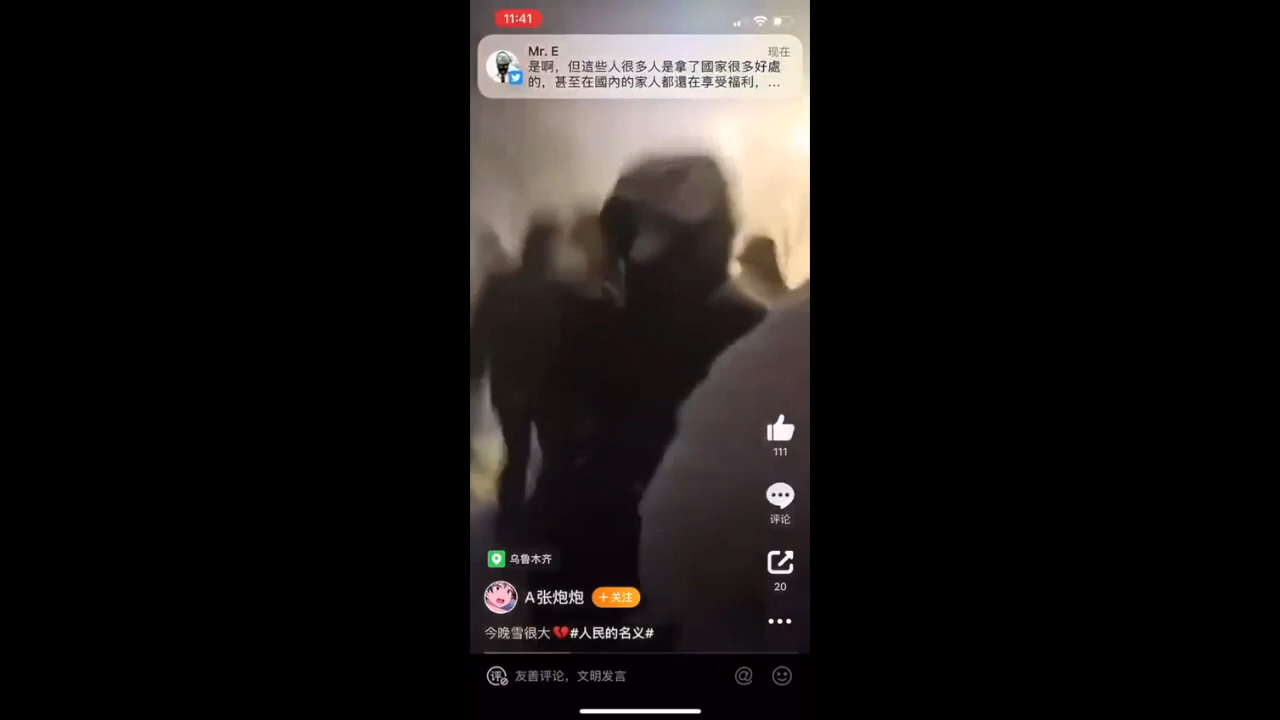 11:41
Mr. E
现在
是啊，但這些人很多人是拿了國家很多好處
的，甚至在國內的家人都還在享受福利，…
111
评论
20
乌鲁木齐
A张炮炮
+关注
今晚雪很大💔#人民的名义#
评
友善评论，文明发言
@